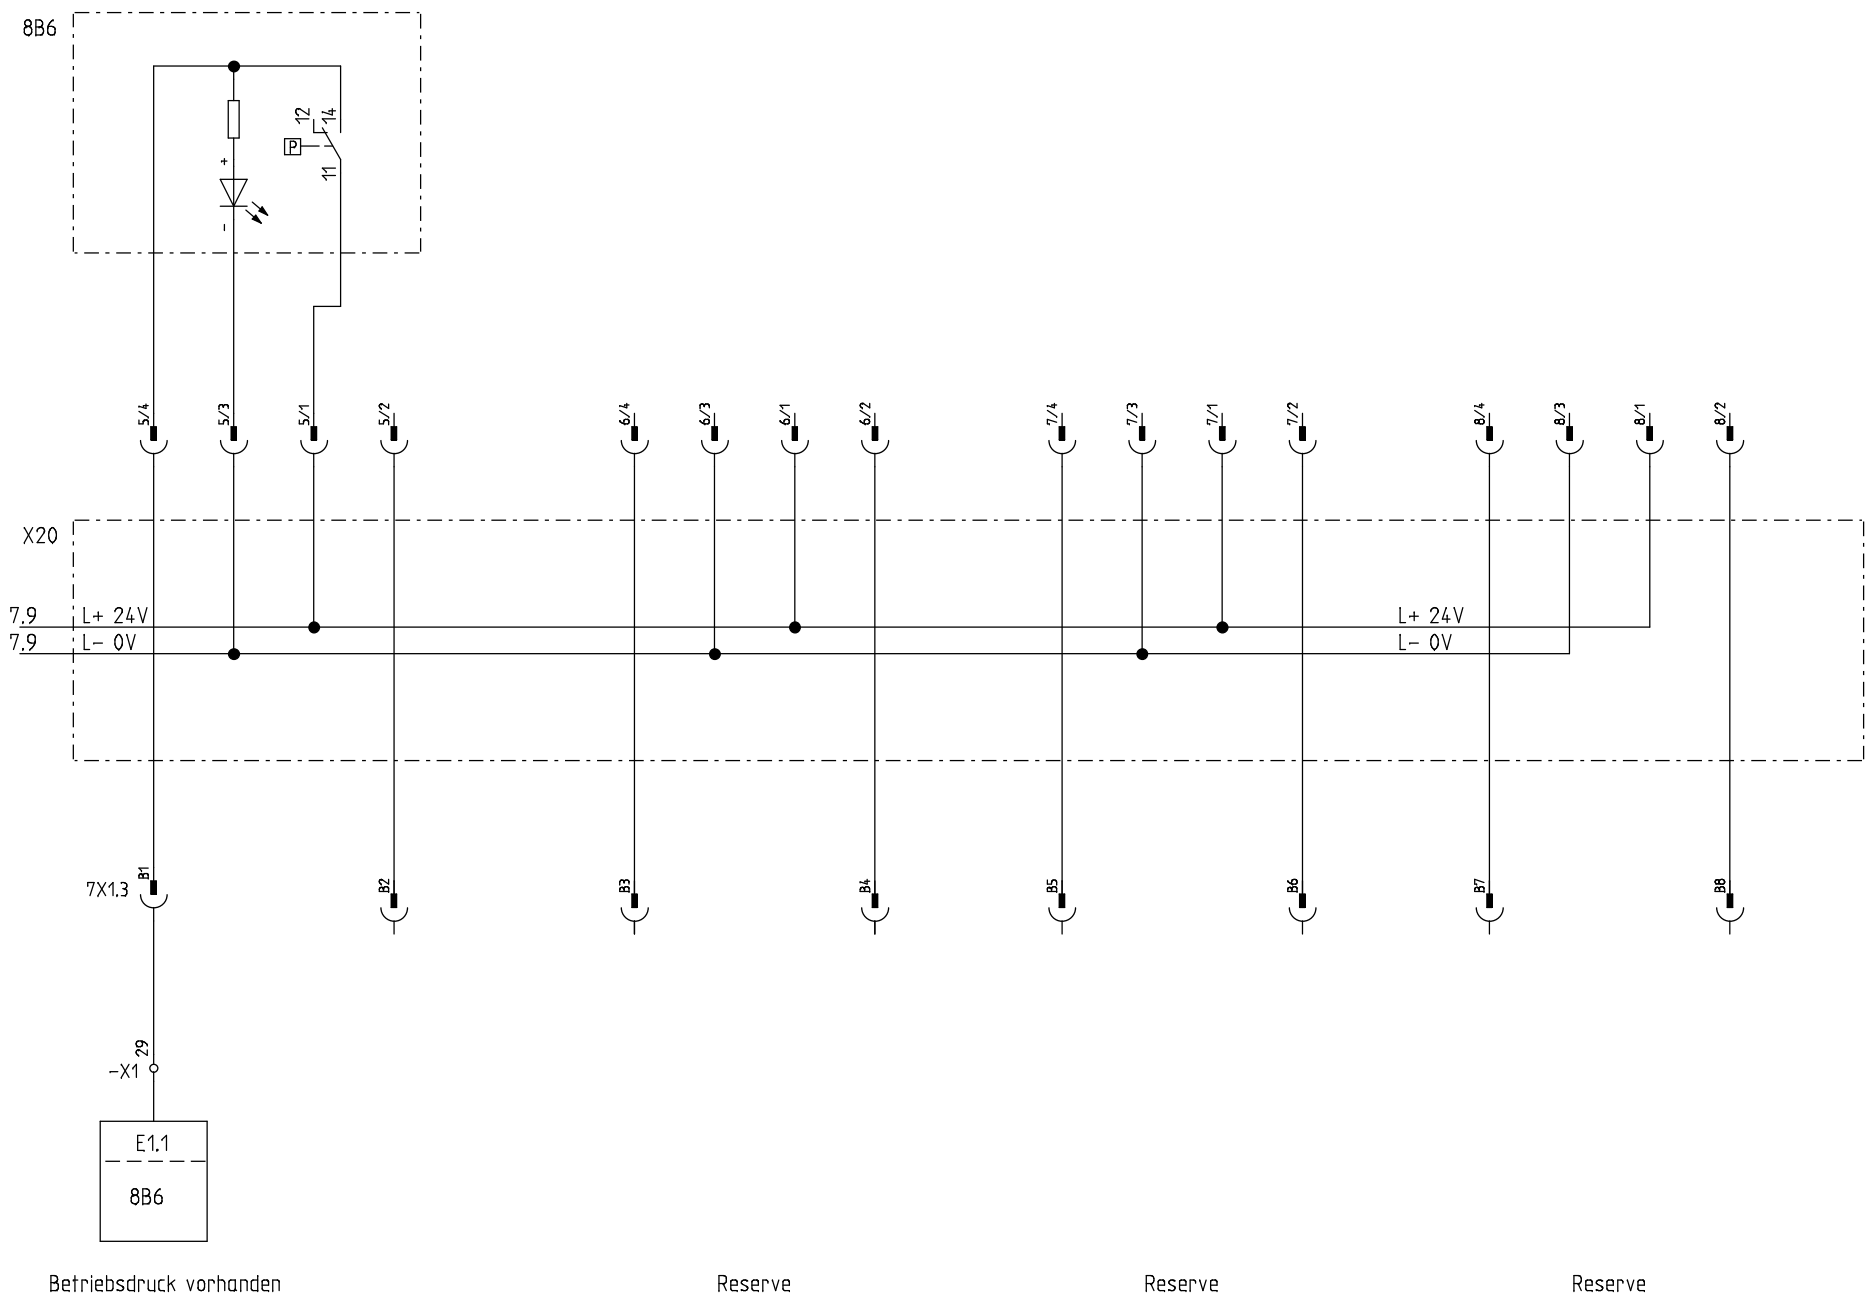 8B6
12
14
P
+
11
-
5/4
5/3
5/1
5/2
6/4
6/3
6/1
6/2
7/4
7/3
7/1
7/2
8/4
8/3
8/1
8/2
X20
7.9 L+ 24V L+ 24V
7.9 L- 0V L- 0V
7X1.3
B1
B2
B3
B4
B5
B6
B7
B8
29
-X1
E1.1
8B6
Betriebsdruck vorhanden Reserve Reserve Reserve